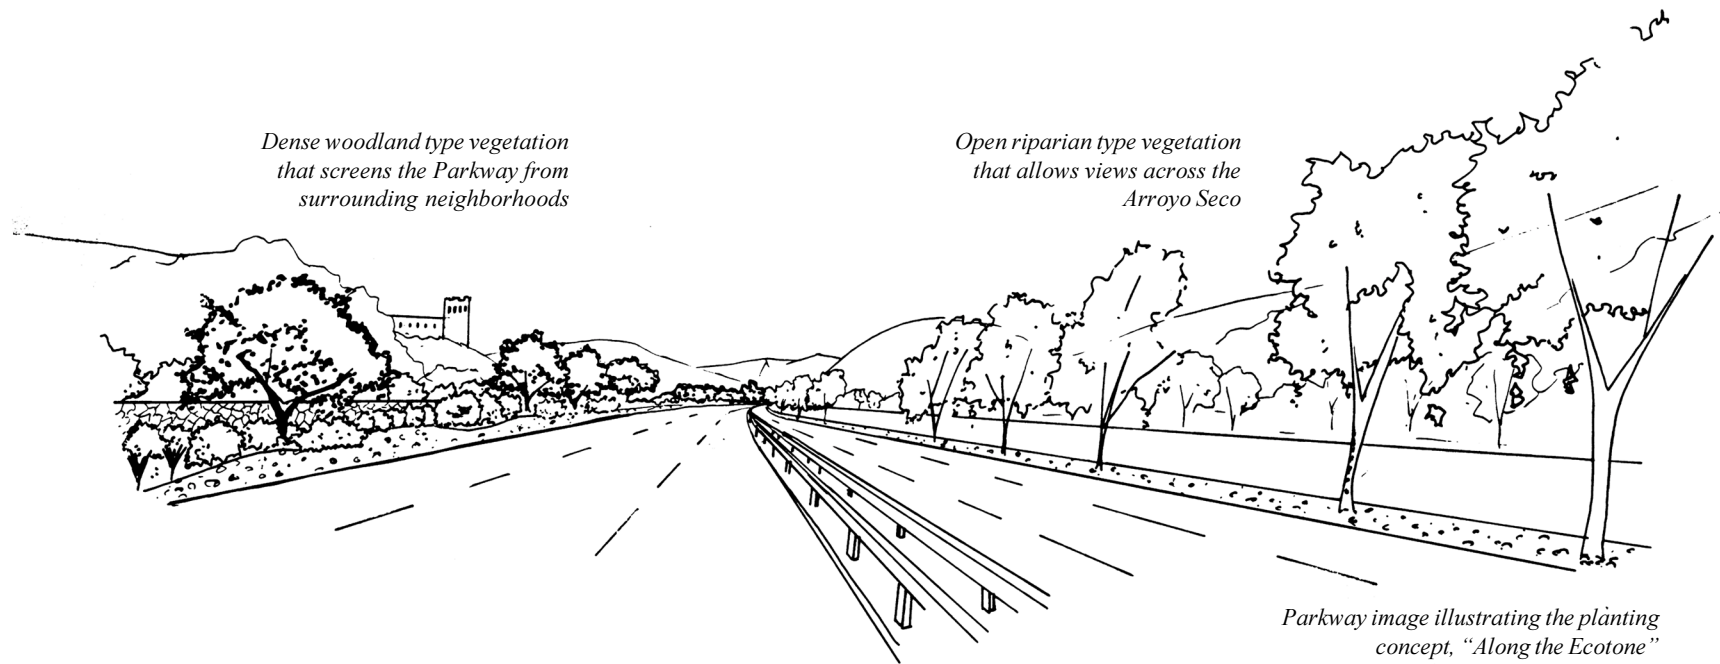 Dense woodland type vegetation
that screens the Parkway from
surrounding neighborhoods
Open riparian type vegetation
that allows views across the
Arroyo Seco
Parkway image illustrating the planting
concept, “Along the Ecotone”